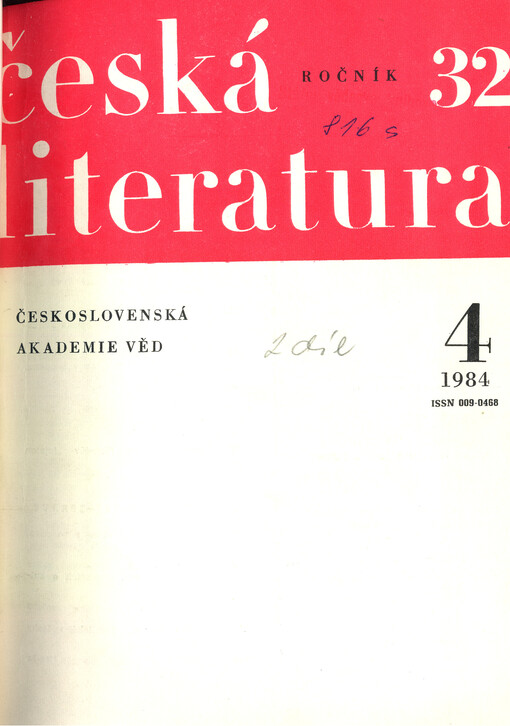 česká
ROČNÍK 32
816 s
literatura
ČESKOSLOVENSKÁ
AKADEMIE VĚD
2 díl
4
1984
ISSN 009-0468